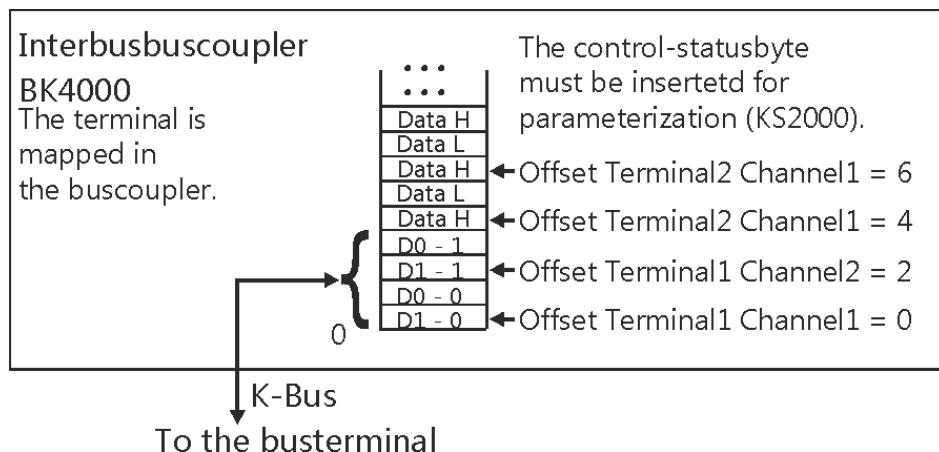 Interbusbuscoupler
BK4000
The terminal is
mapped in
the buscoupler.
The control-statusbyte
must be insertetd for
parameterization (KS2000).
...
...
Data H
Data L
Data H
Offset Terminal2 Channel1 = 6
Data L
Data H
Offset Terminal2 Channel1 = 4
D0 - 1
D1 - 1
Offset Terminal1 Channel2 = 2
D0 - 0
D1 - 0
Offset Terminal1 Channel1 = 0
0
K-Bus
To the busterminal